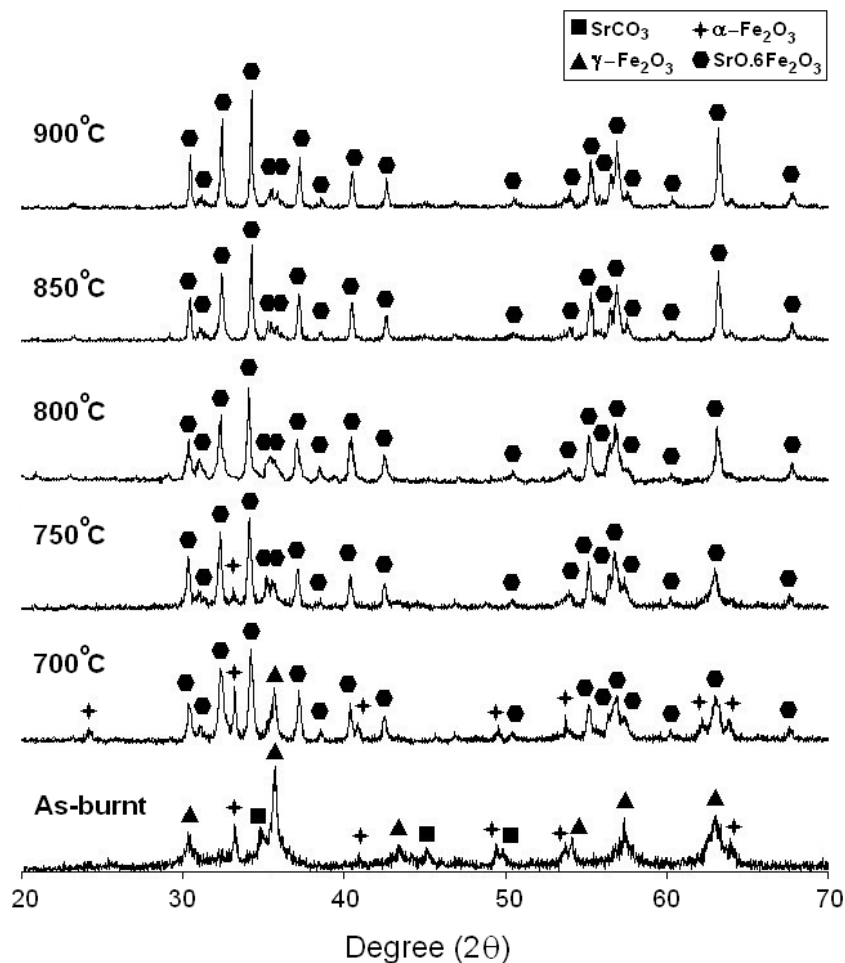 SrCO₃ α–Fe₂O₃
γ–Fe₂O₃ SrO.6Fe₂O₃
900°C
850°C
800°C
750°C
700°C
As-burnt
20 30 40 50 60 70
Degree (2θ)